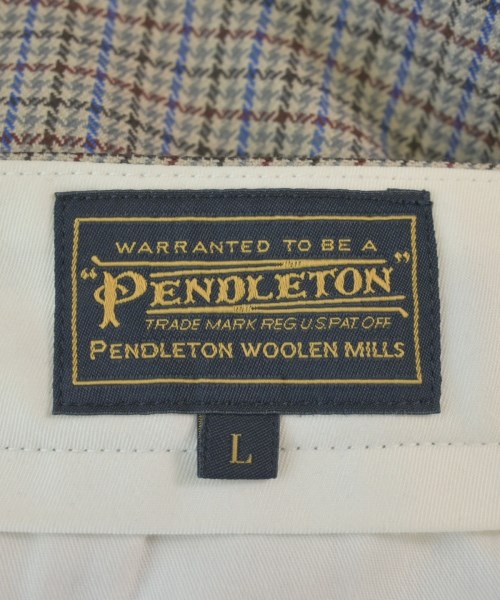 WARRANTED TO BE A
"PENDLETON"
TRADE MARK REG. U.S. PAT. OFF
PENDLETON WOOLEN MILLS
L